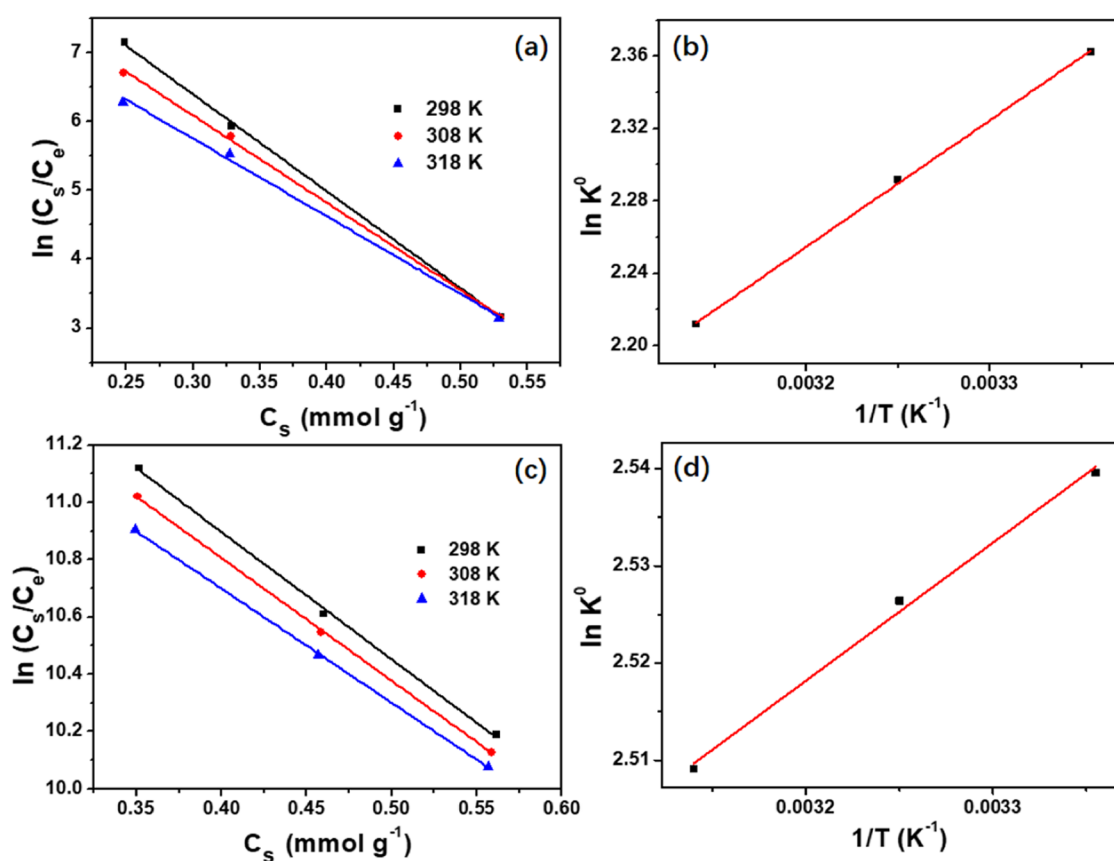 (a)
7
6
5
4
3
ln (Cs/Ce)
298 K
308 K
318 K
0.25 0.30 0.35 0.40 0.45 0.50 0.55
Cs (mmol g-1)
(b)
2.36
2.32
2.28
2.24
2.20
ln K0
0.0032 0.0033
1/T (K-1)
(c)
11.2
11.0
10.8
10.6
10.4
10.2
10.0
ln (Cs/Ce)
298 K
308 K
318 K
0.35 0.40 0.45 0.50 0.55 0.60
Cs (mmol g-1)
(d)
2.54
2.53
2.52
2.51
ln K0
0.0032 0.0033
1/T (K-1)